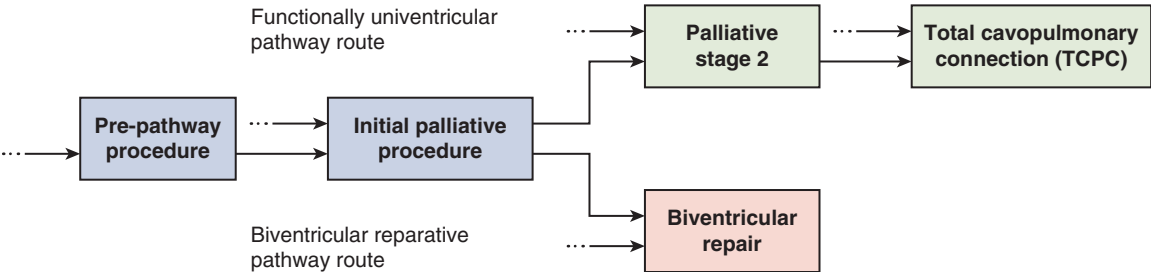 Functionally univentricular
pathway route
Palliative
stage 2
Total cavopulmonary
connection (TCPC)
Pre-pathway
procedure
Initial palliative
procedure
Biventricular reparative
pathway route
Biventricular
repair